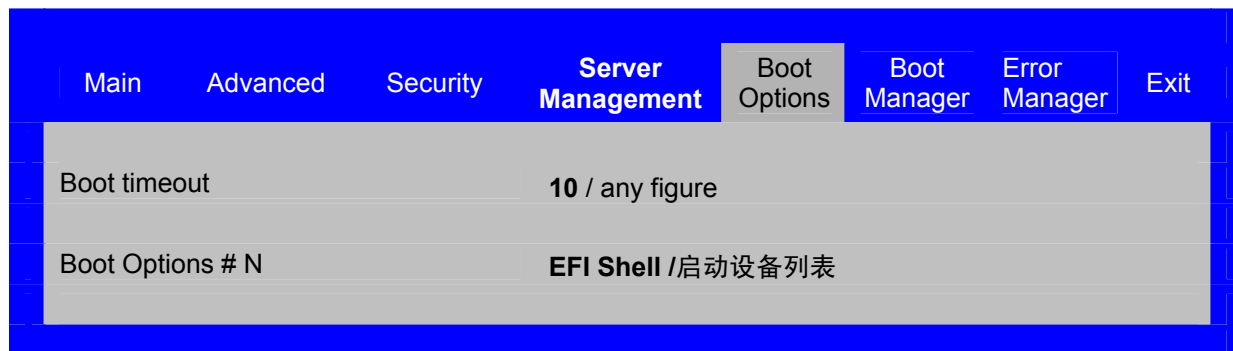 Main Advanced Security Server Management Boot Options Boot Manager Error Manager Exit
Boot timeout 10 / any figure
Boot Options # N EFI Shell /启动设备列表